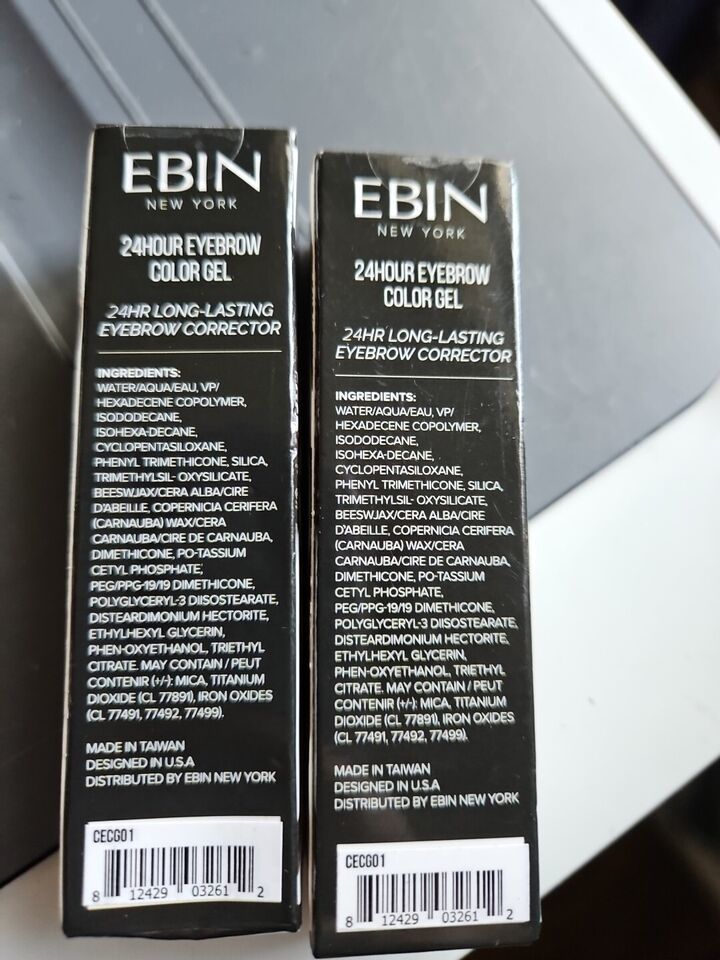 EBIN
NEW YORK
24HOUR EYEBROW
COLOR GEL
24HR LONG-LASTING
EYEBROW CORRECTOR
INGREDIENTS:
WATER/AQUA/EAU, VP/
HEXADECENE COPOLYMER,
ISODODECANE,
ISOHEXA-DECANE,
CYCLOPENTASILOXANE,
PHENYL TRIMETHICONE, SILICA,
TRIMETHYLSIL- OXYSILICATE,
BEESWJAX/CERA ALBA/CIRE
D'ABEILLE, COPERNICIA CERIFERA
(CARNAUBA) WAX/CERA
CARNAUBA/CIRE DE CARNAUBA,
DIMETHICONE, PO-TASSIUM
CETYL PHOSPHATE,
PEG/PPG-19/19 DIMETHICONE,
POLYGLYCERYL-3 DIISOSTEARATE,
DISTEARDIMONIUM HECTORITE,
ETHYLHEXYL GLYCERIN,
PHEN-OXYETHANOL, TRIETHYL
CITRATE. MAY CONTAIN / PEUT
CONTENIR (+/-): MICA, TITANIUM
DIOXIDE (CL 77891), IRON OXIDES
(CL 77491, 77492, 77499).
MADE IN TAIWAN
DESIGNED IN U.S.A
DISTRIBUTED BY EBIN NEW YORK
CECG01
8 12429 03261 2
EBIN
NEW YORK
24HOUR EYEBROW
COLOR GEL
24HR LONG-LASTING
EYEBROW CORRECTOR
INGREDIENTS:
WATER/AQUA/EAU, VP/
HEXADECENE COPOLYMER,
ISODODECANE,
ISOHEXA-DECANE,
CYCLOPENTASILOXANE,
PHENYL TRIMETHICONE, SILICA,
TRIMETHYLSIL- OXYSILICATE,
BEESWJAX/CERA ALBA/CIRE
D'ABEILLE, COPERNICIA CERIFERA
(CARNAUBA) WAX/CERA
CARNAUBA/CIRE DE CARNAUBA,
DIMETHICONE, PO-TASSIUM
CETYL PHOSPHATE,
PEG/PPG-19/19 DIMETHICONE,
POLYGLYCERYL-3 DIISOSTEARATE,
DISTEARDIMONIUM HECTORITE,
ETHYLHEXYL GLYCERIN,
PHEN-OXYETHANOL, TRIETHYL
CITRATE. MAY CONTAIN / PEUT
CONTENIR (+/-): MICA, TITANIUM
DIOXIDE (CL 77891), IRON OXIDES
(CL 77491, 77492, 77499).
MADE IN TAIWAN
DESIGNED IN U.S.A
DISTRIBUTED BY EBIN NEW YORK
CECG01
8 12429 03261 2